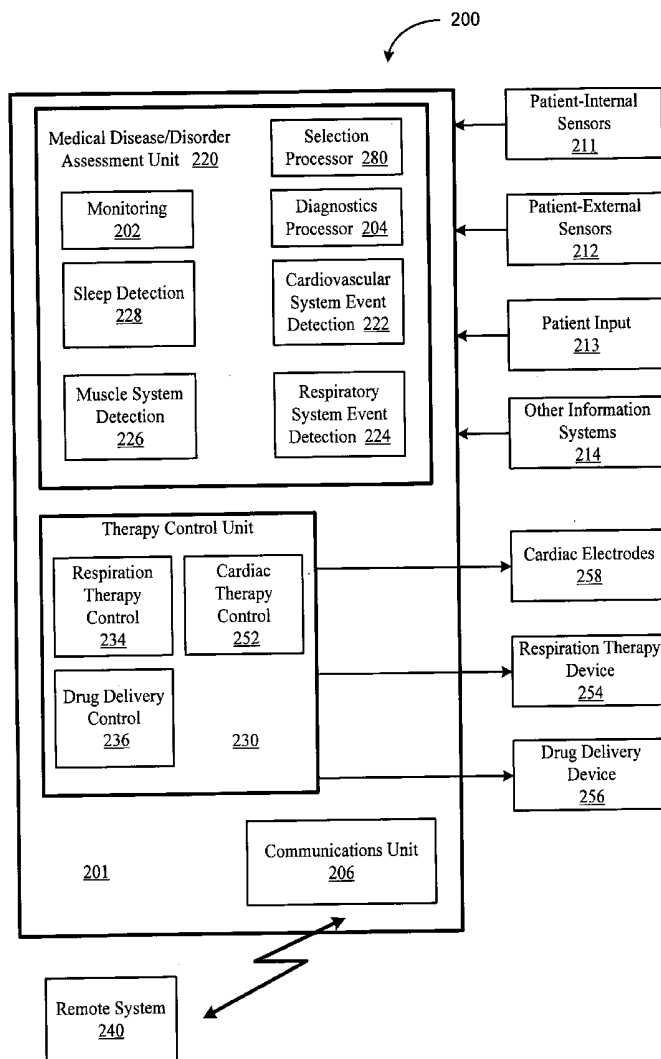 200
Medical Disease/Disorder
Assessment Unit 220
Selection
Processor 280
Monitoring
202
Diagnostics
Processor 204
Sleep Detection
228
Cardiovascular
System Event
Detection 222
Muscle System
Detection
226
Respiratory
System Event
Detection 224
Patient-Internal
Sensors
211
Patient-External
Sensors
212
Patient Input
213
Other Information
Systems
214
Therapy Control Unit
Respiration
Therapy
Control
234
Cardiac
Therapy
Control
252
Drug Delivery
Control
236
230
Cardiac Electrodes
258
Respiration Therapy
Device
254
Drug Delivery
Device
256
201
Communications Unit
206
Remote System
240